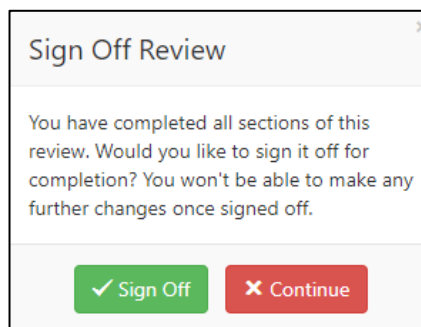 Sign Off Review
You have completed all sections of this
review. Would you like to sign it off for
completion? You won't be able to make any
further changes once signed off.
Sign Off
Continue